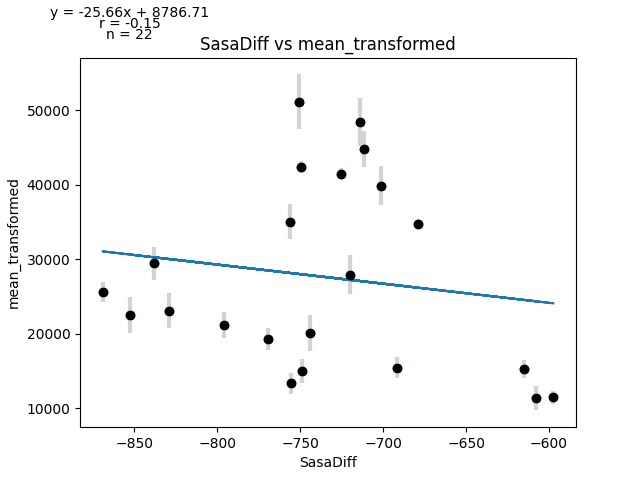 y = -25.66x + 8786.71
r = -0.15
n = 22
SasaDiff vs mean_transformed
50000
40000
30000
20000
10000
mean_transformed
−850
−800
−750
−700
−650
−600
SasaDiff